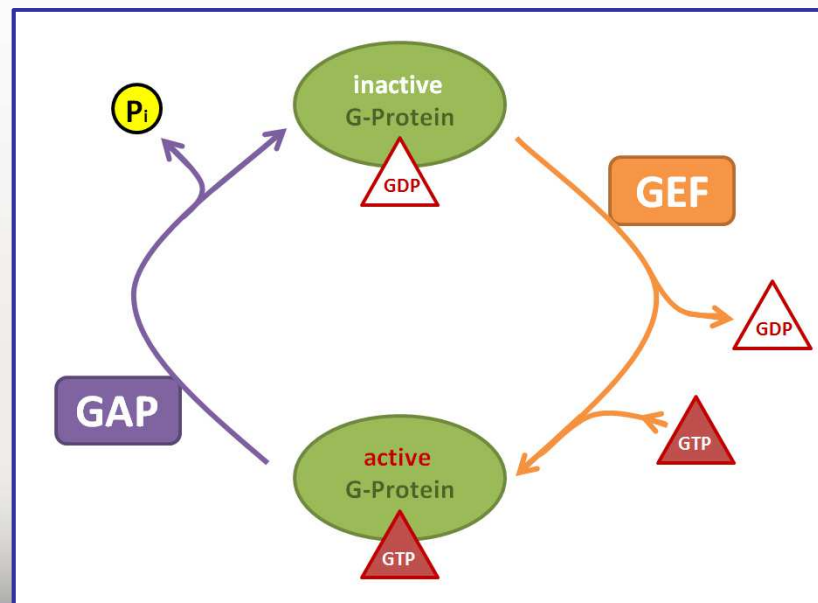 inactive
G-Protein
GDP
Pi
GEF
GDP
GAP
GTP
active
G-Protein
GTP